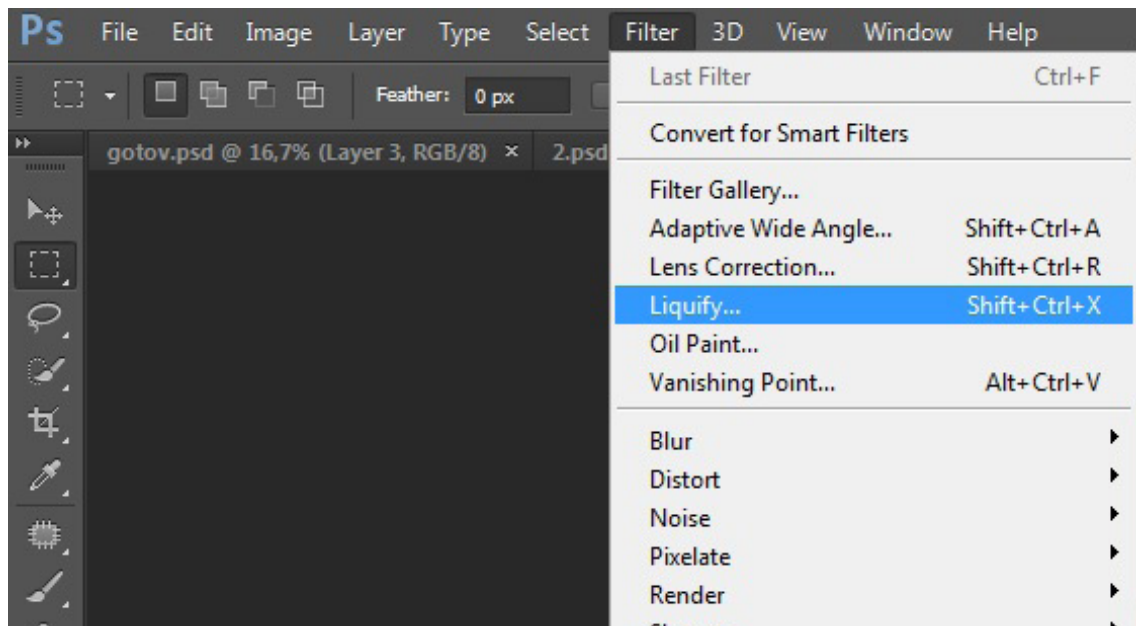 Ps File Edit Image Layer Type Select Filter 3D View Window Help
Feather: 0 px
gotov.psd @ 16,7% (Layer 3, RGB/8) × 2.psd
Last Filter Ctrl+F
Convert for Smart Filters
Filter Gallery...
Adaptive Wide Angle... Shift+Ctrl+A
Lens Correction... Shift+Ctrl+R
Liquify... Shift+Ctrl+X
Oil Paint...
Vanishing Point... Alt+Ctrl+V
Blur
Distort
Noise
Pixelate
Render